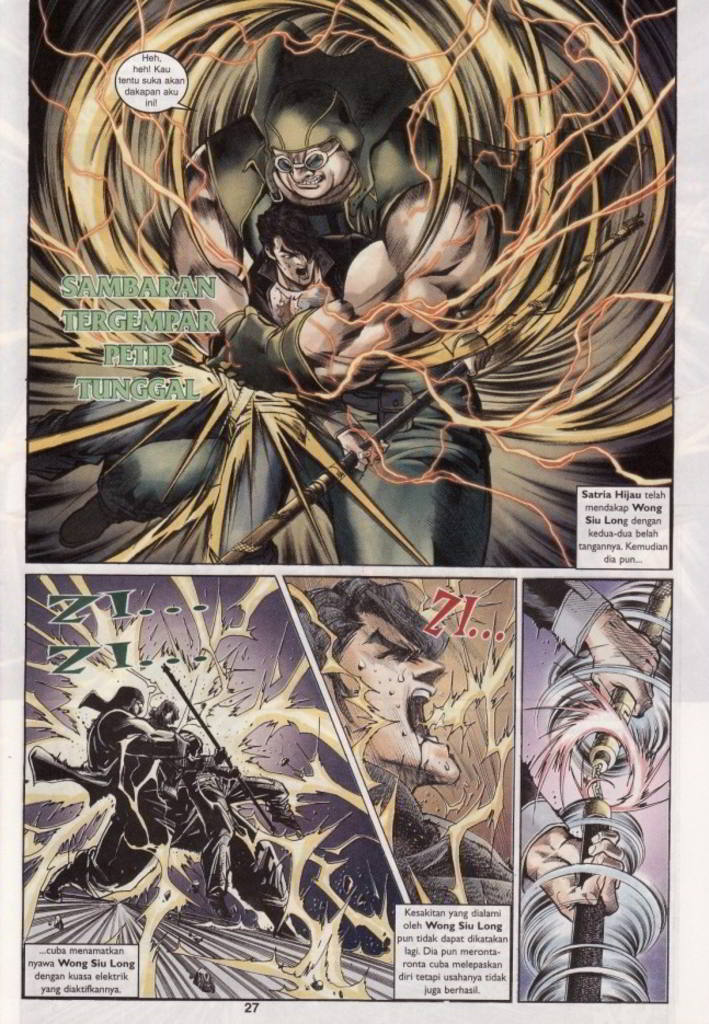 Heh,
heh! Kau
tentu suka akan
dakapan aku
ini!
SAMBARAN
TERGEMPAR
PETIR
TUNGGAL
Satria Hijau telah
mendakap Wong
Siu Long dengan
kedua-dua belah
tangannya. Kemudian
dia pun...
ZI...
ZI...
...cuba menamatkan
nyawa Wong Siu Long
dengan kuasa elektrik
yang diaktifkannya.
ZI...
Kesakitan yang dialami
oleh Wong Siu Long
pun tidak dapat dikatakan
lagi. Dia pun meronta-
ronta cuba melepaskan
diri tetapi usahanya tidak
juga berhasil.
27